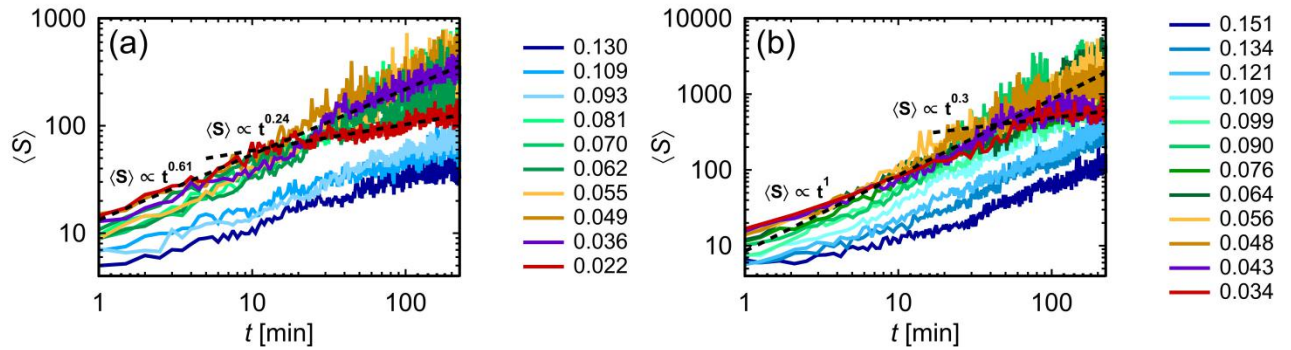 (a)
1000
100
10
⟨S⟩
⟨S⟩ ∝ t^0.24
⟨S⟩ ∝ t^0.61
1 10 100
t [min]
0.130
0.109
0.093
0.081
0.070
0.062
0.055
0.049
0.036
0.022
(b)
10000
1000
100
10
⟨S⟩
⟨S⟩ ∝ t^0.3
⟨S⟩ ∝ t^1
1 10 100
t [min]
0.151
0.134
0.121
0.109
0.099
0.090
0.076
0.064
0.056
0.048
0.043
0.034